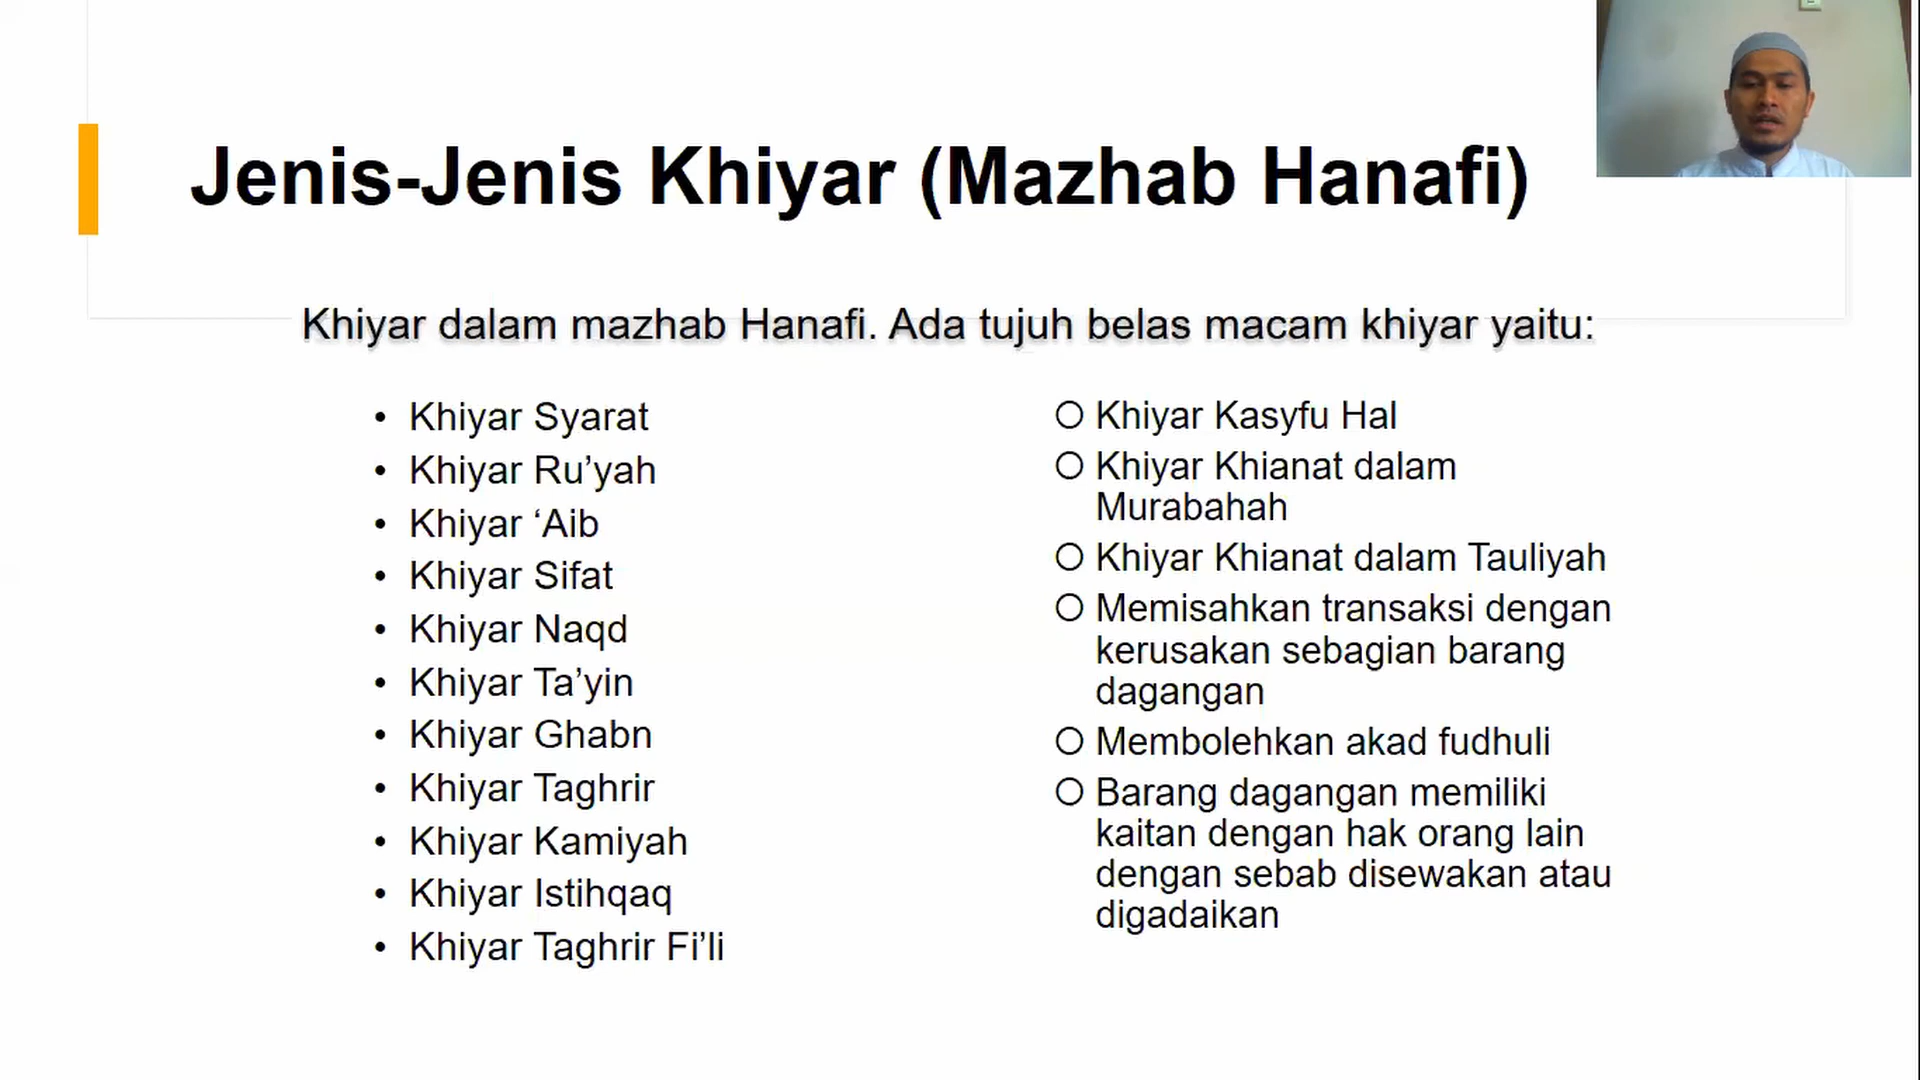 Jenis-Jenis Khiyar (Mazhab Hanafi)
Khiyar dalam mazhab Hanafi. Ada tujuh belas macam khiyar yaitu:
• Khiyar Syarat
• Khiyar Ru’yah
• Khiyar ‘Aib
• Khiyar Sifat
• Khiyar Naqd
• Khiyar Ta’yin
• Khiyar Ghabn
• Khiyar Taghrir
• Khiyar Kamiyah
• Khiyar Istihqaq
• Khiyar Taghrir Fi’li
Khiyar Kasyfu Hal
Khiyar Khianat dalam
Murabahah
Khiyar Khianat dalam Tauliyah
Memisahkan transaksi dengan
kerusakan sebagian barang
dagangan
Membolehkan akad fudhuli
Barang dagangan memiliki
kaitan dengan hak orang lain
dengan sebab disewakan atau
digadaikan